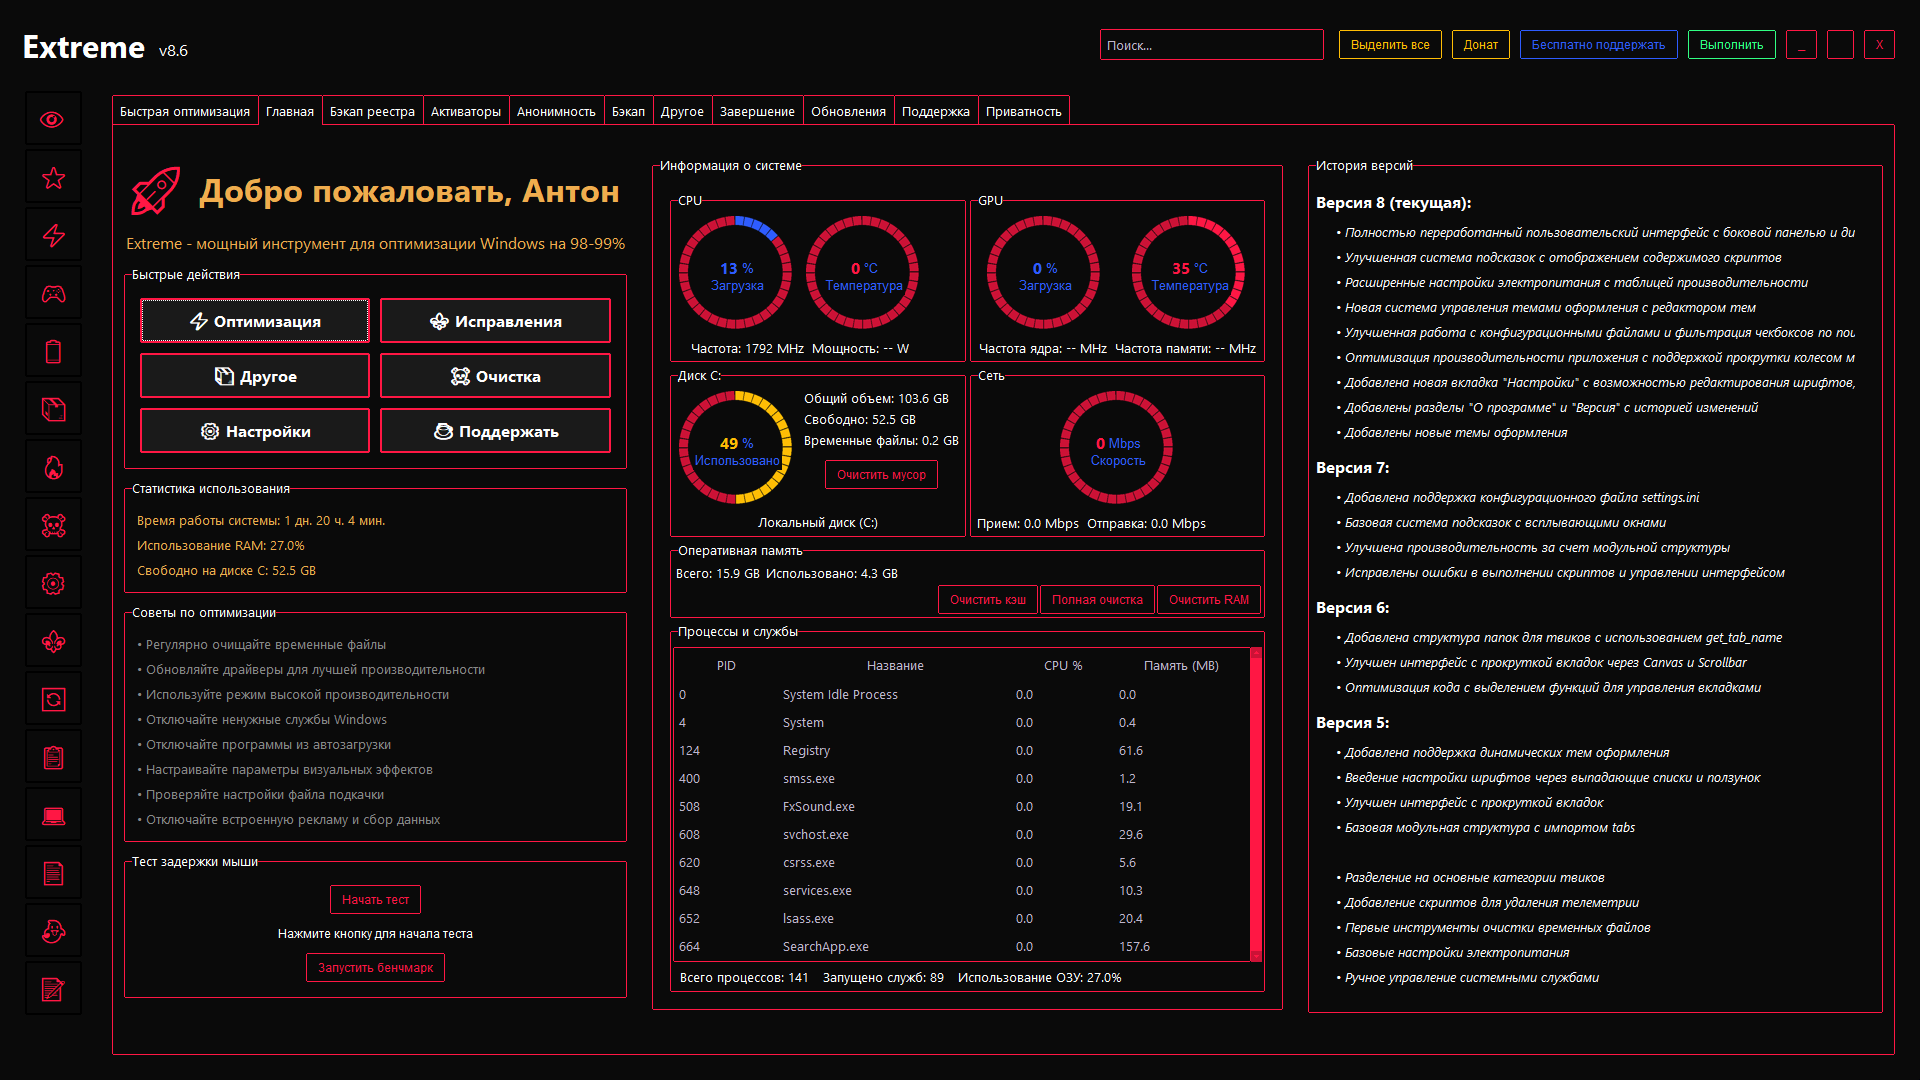 Extreme v8.6
Поиск...
Выделить все
Донат
Бесплатно поддержать
Выполнить
_
X
Быстрая оптимизация
Главная
Бэкап реестра
Активаторы
Анонимность
Бэкап
Другое
Завершение
Обновления
Поддержка
Приватность
Добро пожаловать, Антон
Extreme - мощный инструмент для оптимизации Windows на 98-99%
Быстрые действия
Оптимизация
Исправления
Другое
Очистка
Настройки
Поддержать
Статистика использования
Время работы системы: 1 дн. 20 ч. 4 мин.
Использование RAM: 27.0%
Свободно на диске C: 52.5 GB
Советы по оптимизации
• Регулярно очищайте временные файлы
• Обновляйте драйверы для лучшей производительности
• Используйте режим высокой производительности
• Отключайте ненужные службы Windows
• Отключайте программы из автозагрузки
• Настраивайте параметры визуальных эффектов
• Проверяйте настройки файла подкачки
• Отключайте встроенную рекламу и сбор данных
Тест задержки мыши
Начать тест
Нажмите кнопку для начала теста
Запустить бенчмарк
Информация о системе
CPU
13 %
Загрузка
0 °C
Температура
Частота: 1792 MHz Мощность: -- W
GPU
0 %
Загрузка
35 °C
Температура
Частота ядра: -- MHz Частота памяти: -- MHz
Диск C:
49 %
Использовано
Общий объем: 103.6 GB
Свободно: 52.5 GB
Временные файлы: 0.2 GB
Очистить мусор
Локальный диск (C:)
Сеть
0 Mbps
Скорость
Прием: 0.0 Mbps Отправка: 0.0 Mbps
Оперативная память
Всего: 15.9 GB Использовано: 4.3 GB
Очистить кэш
Полная очистка
Очистить RAM
Процессы и службы
PID Название CPU % Память (MB)
0 System Idle Process 0.0 0.0
4 System 0.0 0.4
124 Registry 0.0 61.6
400 smss.exe 0.0 1.2
508 FxSound.exe 0.0 19.1
608 svchost.exe 0.0 29.6
620 csrss.exe 0.0 5.6
648 services.exe 0.0 10.3
652 lsass.exe 0.0 20.4
664 SearchApp.exe 0.0 157.6
Всего процессов: 141 Запущено служб: 89 Использование ОЗУ: 27.0%
История версий
Версия 8 (текущая):
• Полностью переработанный пользовательский интерфейс с боковой панелью и ди
• Улучшенная система подсказок с отображением содержимого скриптов
• Расширенные настройки электропитания с таблицей производительности
• Новая система управления темами оформления с редактором тем
• Улучшенная работа с конфигурационными файлами и фильтрация чекбоксов по
• Оптимизация производительности приложения с поддержкой прокрутки колесом м
• Добавлена новая вкладка "Настройки" с возможностью редактирования шрифтов,
• Добавлены разделы "О программе" и "Версия" с историей изменений
• Добавлены новые темы оформления
Версия 7:
• Добавлена поддержка конфигурационного файла settings.ini
• Базовая система подсказок с всплывающими окнами
• Улучшена производительность за счет модульной структуры
• Исправлены ошибки в выполнении скриптов и управлении интерфейсом
Версия 6:
• Добавлена структура папок для твиков с использованием get_tab_name
• Улучшен интерфейс с прокруткой вкладок через Canvas и Scrollbar
• Оптимизация кода с выделением функций для управления вкладками
Версия 5:
• Добавлена поддержка динамических тем оформления
• Введение настройки шрифтов через выпадающие списки и ползунок
• Улучшен интерфейс с прокруткой вкладок
• Базовая модульная структура с импортом tabs
• Разделение на основные категории твиков
• Добавление скриптов для удаления телеметрии
• Первые инструменты очистки временных файлов
• Базовые настройки электропитания
• Ручное управление системными службами